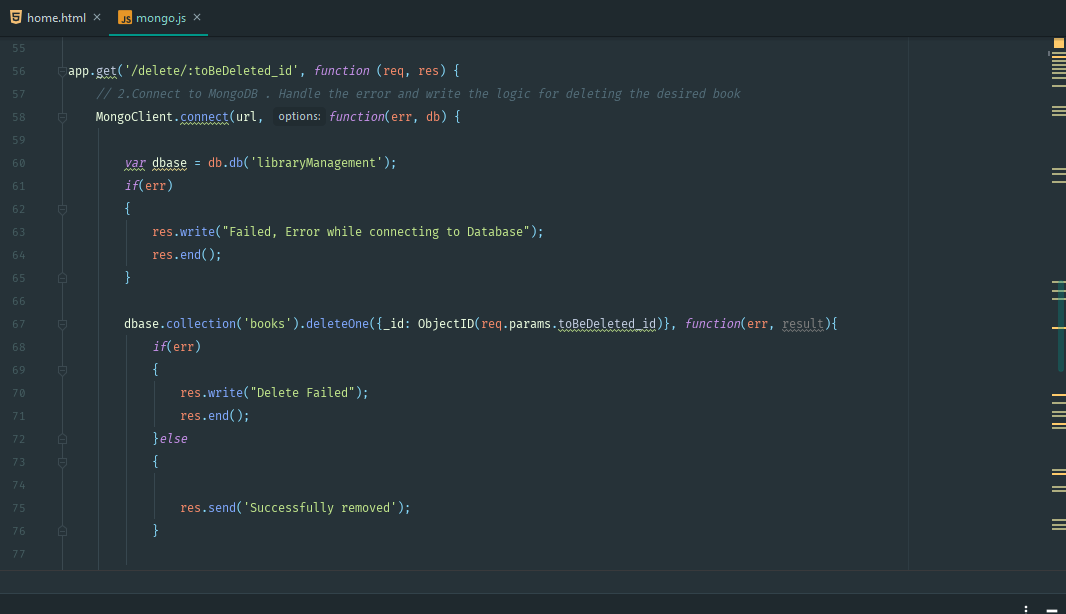 home.html
JS mongo.js
55
56 app.get('/delete/:toBeDeleted_id', function (req, res) {
57 // 2.Connect to MongoDB . Handle the error and write the logic for deleting the desired book
58 MongoClient.connect(url, options: function(err, db) {
59
60 var dbase = db.db('libraryManagement');
61 if(err)
62 {
63 res.write("Failed, Error while connecting to Database");
64 res.end();
65 }
66
67 dbase.collection('books').deleteOne({_id: ObjectID(req.params.toBeDeleted_id)}, function(err, result){
68 if(err)
69 {
70 res.write("Delete Failed");
71 res.end();
72 }else
73 {
74
75 res.send('Successfully removed');
76 }
77